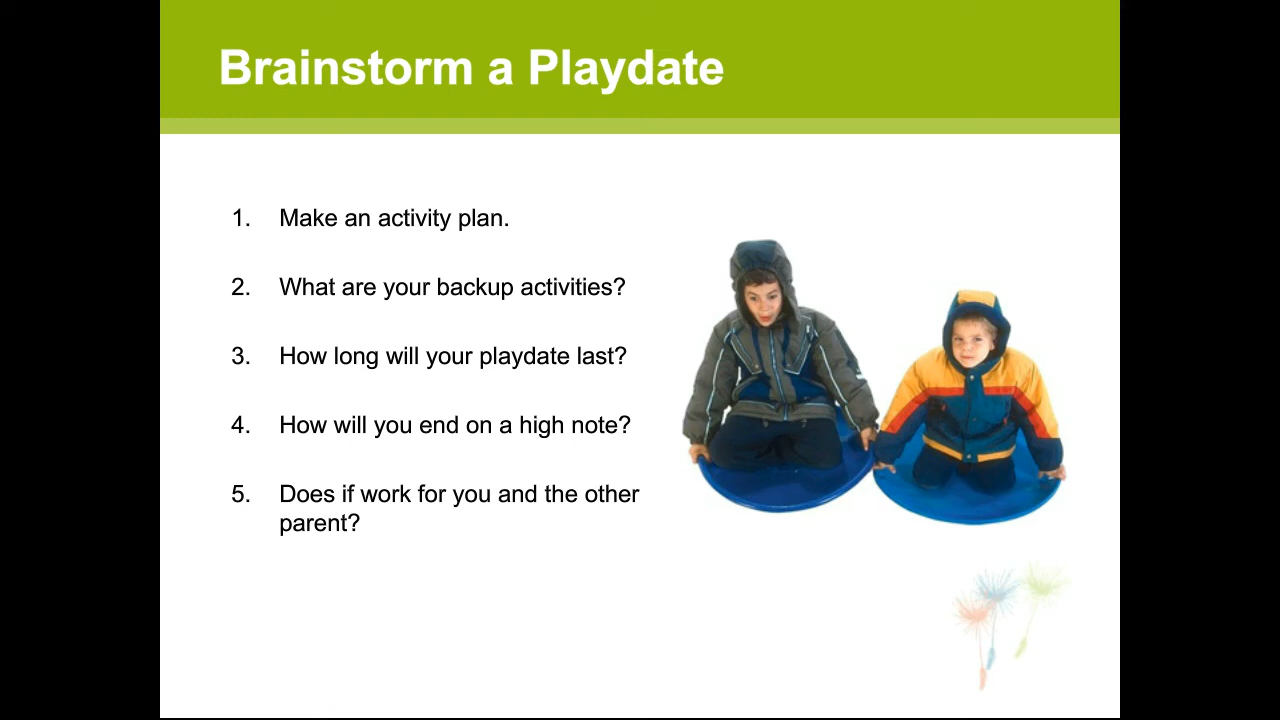 Brainstorm a Playdate
1. Make an activity plan.
2. What are your backup activities?
3. How long will your playdate last?
4. How will you end on a high note?
5. Does if work for you and the other
parent?